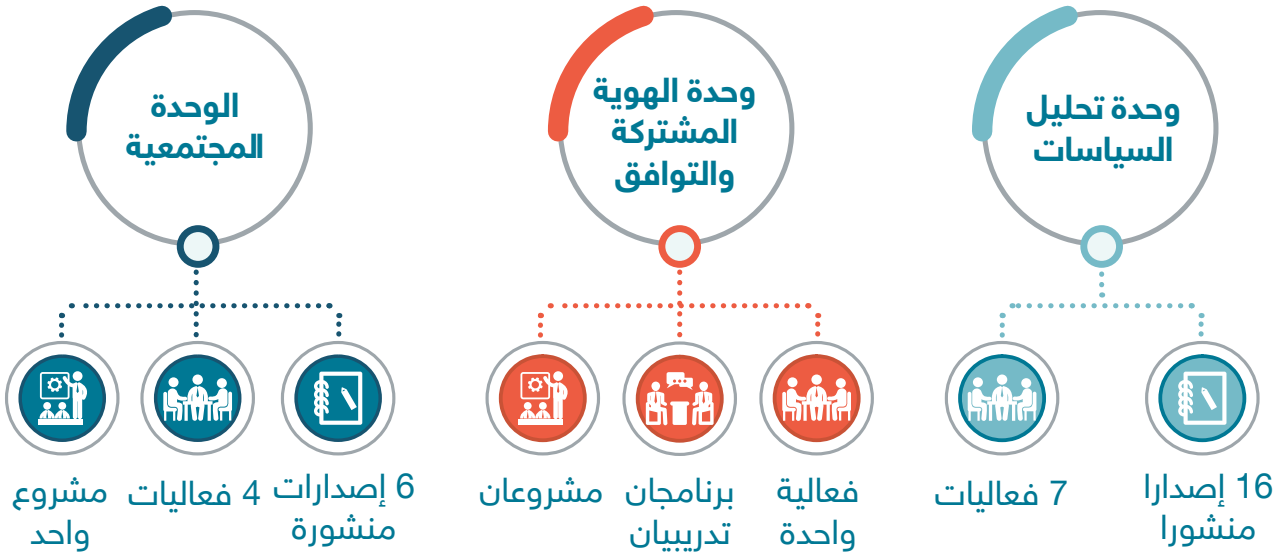 وحدة تحليل
السياسات
16 إصدارا
منشورا
7 فعاليات
وحدة الهوية
المشتركة
والتوافق
فعالية
واحدة
برنامجان
تدريبيان
مشروعان
الوحدة
المجتمعية
6 إصدارات
منشورة
4 فعاليات
مشروع
واحد